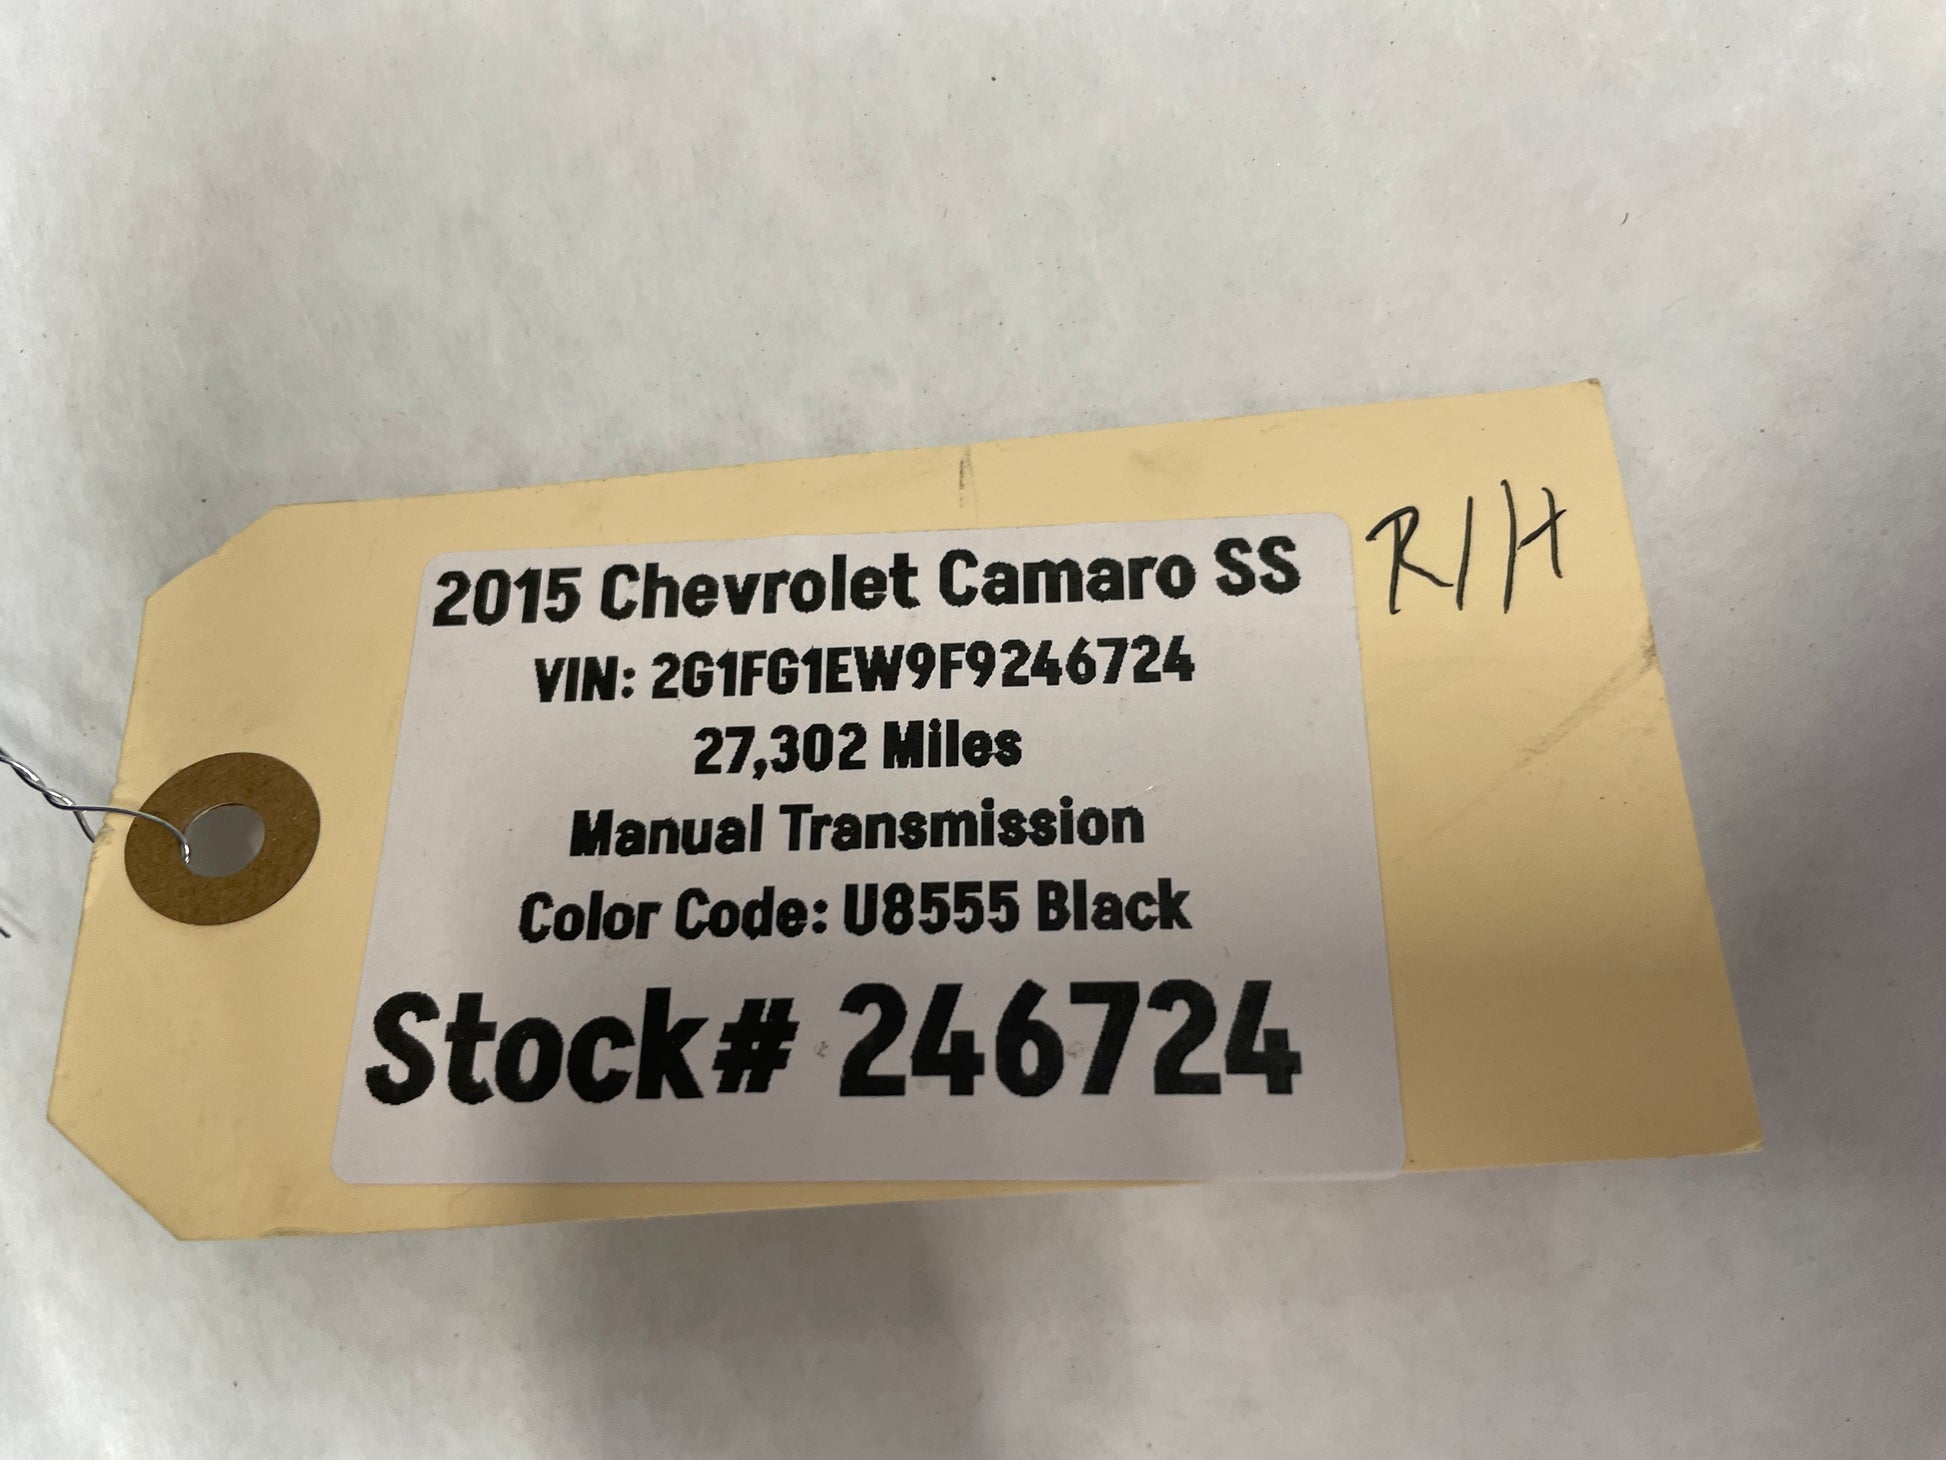 2015 Chevrolet Camaro SS
R/H
VIN: 2G1FG1EW9F9246724
27,302 Miles
Manual Transmission
Color Code: U8555 Black
Stock# 246724